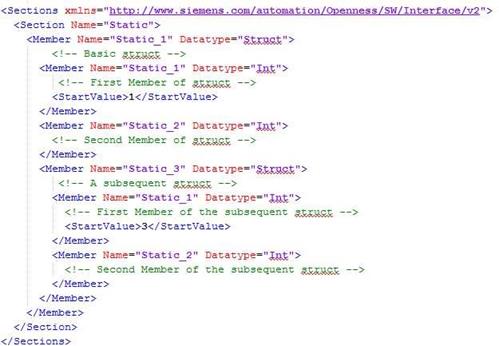 <Sections xmlns="http://www.siemens.com/automation/Openness/SW/Interface/v2">
<Section Name="Static">
<Member Name="Static_1" Datatype="Struct">
<!-- Basic struct -->
<Member Name="Static_1" Datatype="Int">
<!-- First Member of struct -->
<StartValue>1</StartValue>
</Member>
<Member Name="Static_2" Datatype="Int">
<!-- Second Member of struct -->
</Member>
<Member Name="Static_3" Datatype="Struct">
<!-- A subsequent struct -->
<Member Name="Static_1" Datatype="Int">
<!-- First Member of the subsequent struct -->
<StartValue>3</StartValue>
</Member>
<Member Name="Static_2" Datatype="Int">
<!-- Second Member of the subsequent struct -->
</Member>
</Member>
</Member>
</Section>
</Sections>